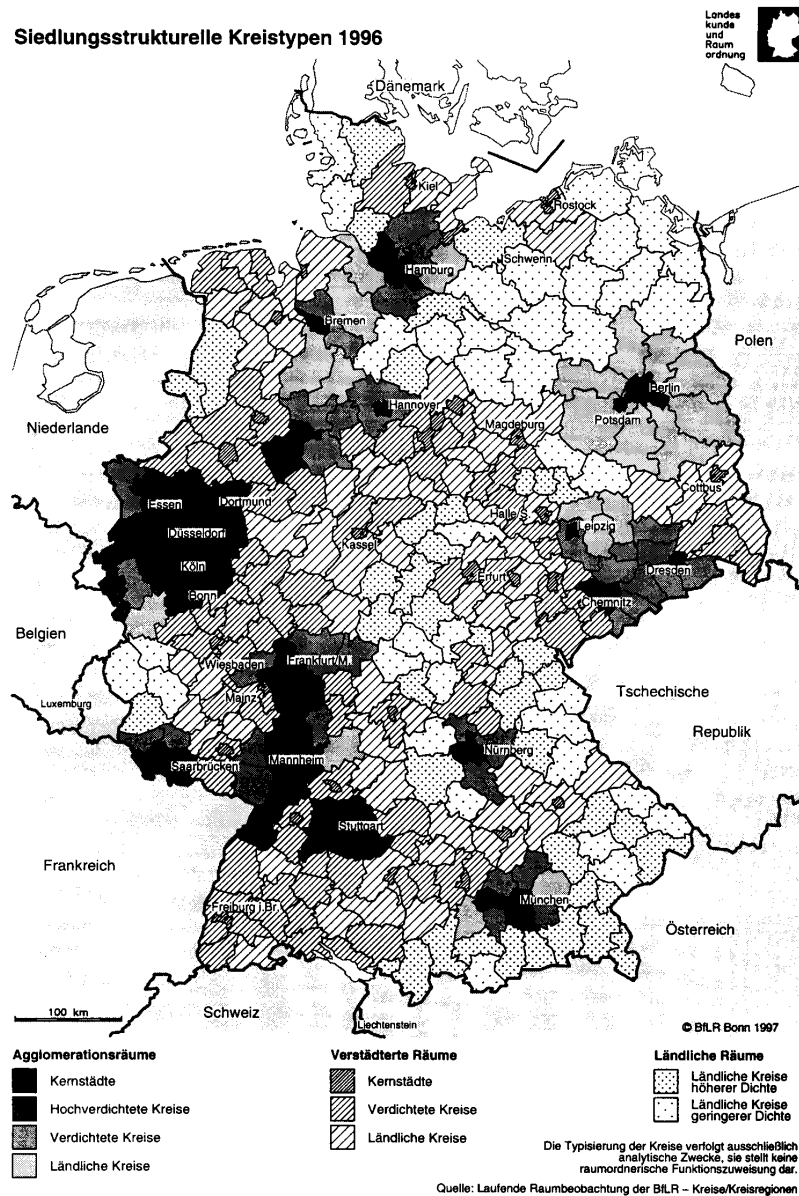 Siedlungsstrukturelle Kreistypen 1996
Landes
kunde
und
Raum
ordnung
Dänemark
Kiel
Rostock
Schwerin
Hamburg
Bremen
Polen
Berlin
Hannover
Niederlande
Magdeburg
Potsdam
Cottbus
Essen
Dortmund
Halle/S.
Leipzig
Düsseldorf
Kassel
Köln
Erfurt
Dresden
Bonn
Chemnitz
Belgien
Wiesbaden
Frankfurt/M.
Mainz
Tschechische
Republik
Luxemburg
Nürnberg
Saarbrücken
Mannheim
Stuttgart
Frankreich
München
Freiburg i.Br.
Österreich
100 km
Schweiz
Liechtenstein
© BfLR Bonn 1997
Agglomerationsräume
Kernstädte
Hochverdichtete Kreise
Verdichtete Kreise
Ländliche Kreise
Verstädterte Räume
Kernstädte
Verdichtete Kreise
Ländliche Kreise
Ländliche Räume
Ländliche Kreise
höherer Dichte
Ländliche Kreise
geringerer Dichte
Die Typisierung der Kreise verfolgt ausschließlich
analytische Zwecke, sie stellt keine
raumordnerische Funktionszuweisung dar.
Quelle: Laufende Raumbeobachtung der BfLR – Kreise/Kreisregionen